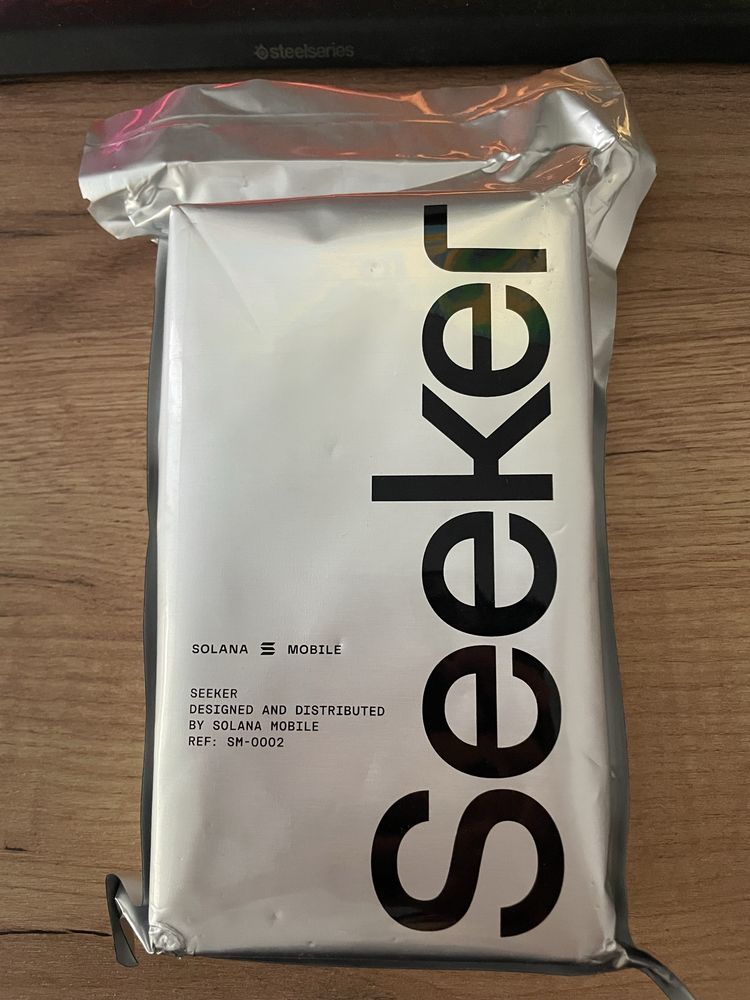 steelseries
Seeker
SOLANA MOBILE
SEEKER
DESIGNED AND DISTRIBUTED
BY SOLANA MOBILE
REF: SM-0002